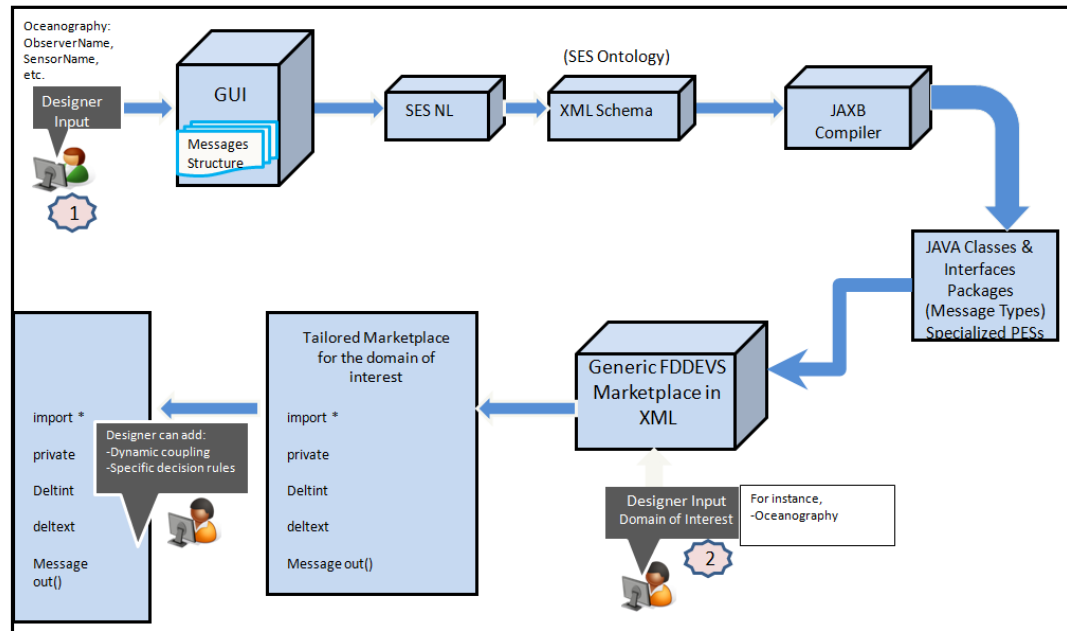 Oceanography:
ObserverName,
SensorName,
etc.
Designer
Input
1
GUI
Messages
Structure
SES NL
(SES Ontology)
XML Schema
JAXB
Compiler
JAVA Classes &
Interfaces
Packages
(Message Types)
Specialized PESs
Generic FDDEVS
Marketplace in
XML
Designer Input
Domain of Interest
2
For instance,
-Oceanography
Tailored Marketplace
for the domain of
interest
import *
private
Deltint
deltext
Message out()
import *
private
Deltint
deltext
Message
out()
Designer can add:
-Dynamic coupling
-Specific decision rules